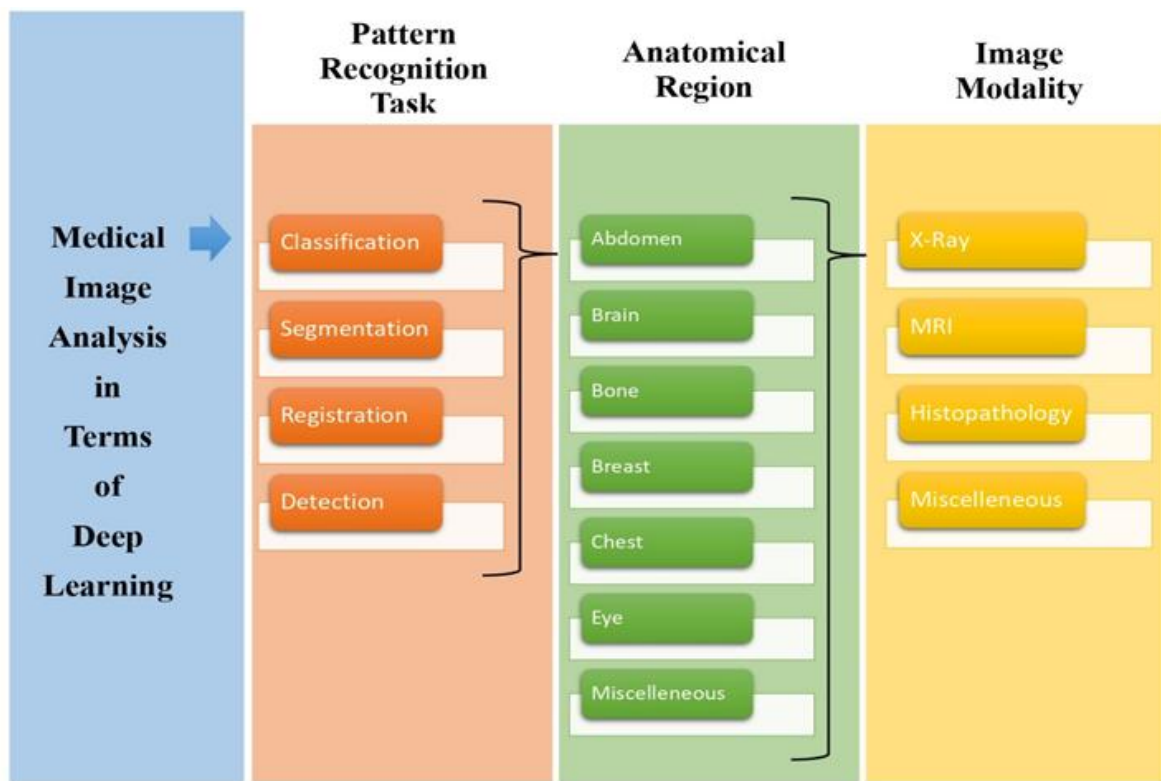 Medical
Image
Analysis
in
Terms
of
Deep
Learning
Pattern
Recognition
Task
Classification
Segmentation
Registration
Detection
Anatomical
Region
Abdomen
Brain
Bone
Breast
Chest
Eye
Miscelleneous
Image
Modality
X-Ray
MRI
Histopathology
Miscelleneous